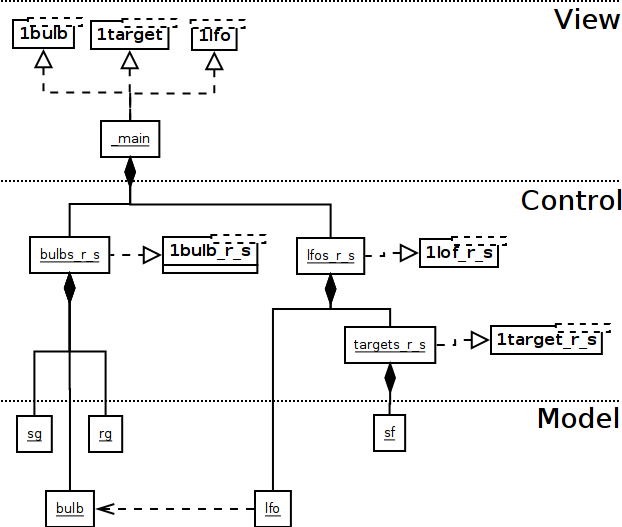 View
1bulb
1target
1lfo
_main
Control
bulbs_r_s
1bulb_r_s
lfos_r_s
1lof_r_s
targets_r_s
1target_r_s
Model
sg
rg
sf
bulb
lfo